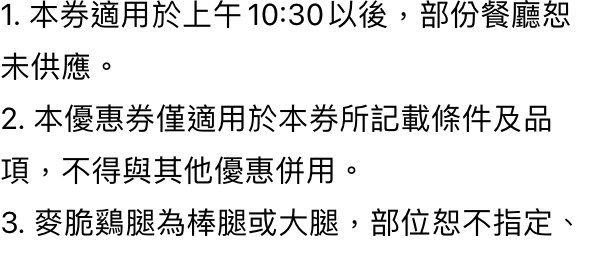 1. 本券適用於上午10:30以後，部份餐廳恕
未供應。
2. 本優惠券僅適用於本券所記載條件及品
項，不得與其他優惠併用。
3. 麥脆鷄腿為棒腿或大腿，部位恕不指定、